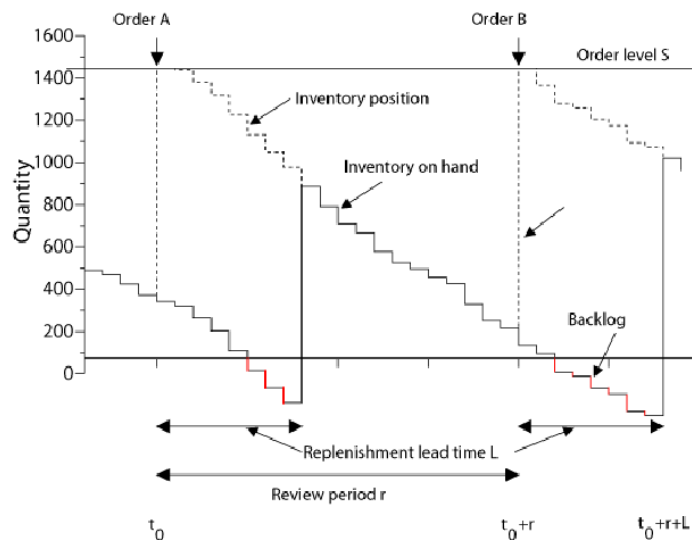 Order A
Order B
1600
Order level S
1400
Inventory position
1200
Inventory on hand
1000
Quantity
800
600
400
200
Backlog
0
Replenishment lead time L
Review period r
t0
t0+r
t0+r+L